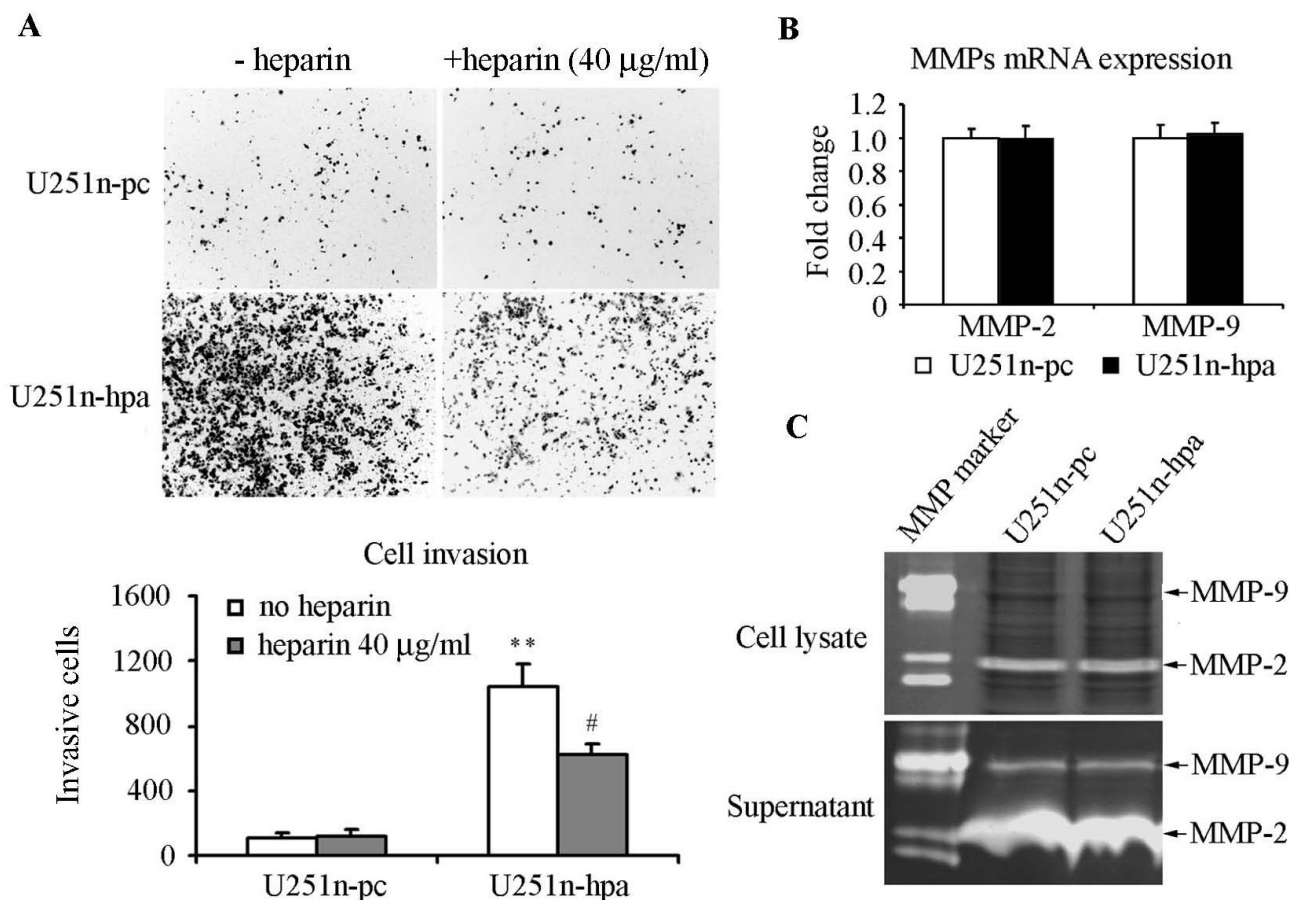 A
- heparin
+heparin (40 μg/ml)
U251n-pc
U251n-hpa
Cell invasion
Invasive cells
1600
1200
800
400
0
no heparin
heparin 40 μg/ml
**
#
U251n-pc
U251n-hpa
B
MMPs mRNA expression
Fold change
1.2
1.0
0.8
0.6
0.4
0.2
0
MMP-2
MMP-9
U251n-pc
U251n-hpa
C
MMP marker
U251n-pc
U251n-hpa
Cell lysate
MMP-9
MMP-2
Supernatant
MMP-9
MMP-2